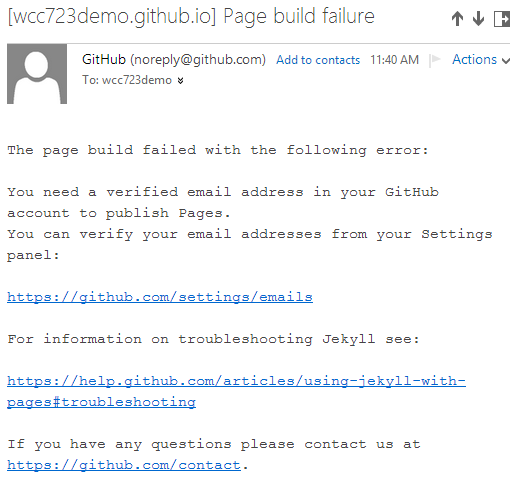 [wcc723demo.github.io] Page build failure
GitHub (noreply@github.com) Add to contacts 11:40 AM Actions
To: wcc723demo
The page build failed with the following error:
You need a verified email address in your GitHub
account to publish Pages.
You can verify your email addresses from your Settings
panel:
https://github.com/settings/emails
For information on troubleshooting Jekyll see:
https://help.github.com/articles/using-jekyll-with-
pages#troubleshooting
If you have any questions please contact us at
https://github.com/contact.